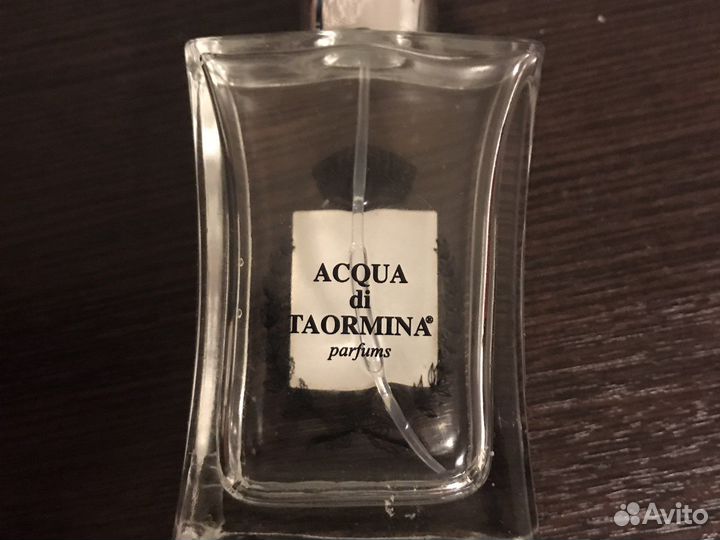 ACQUA
di
TAORMINA®
parfums
Avito